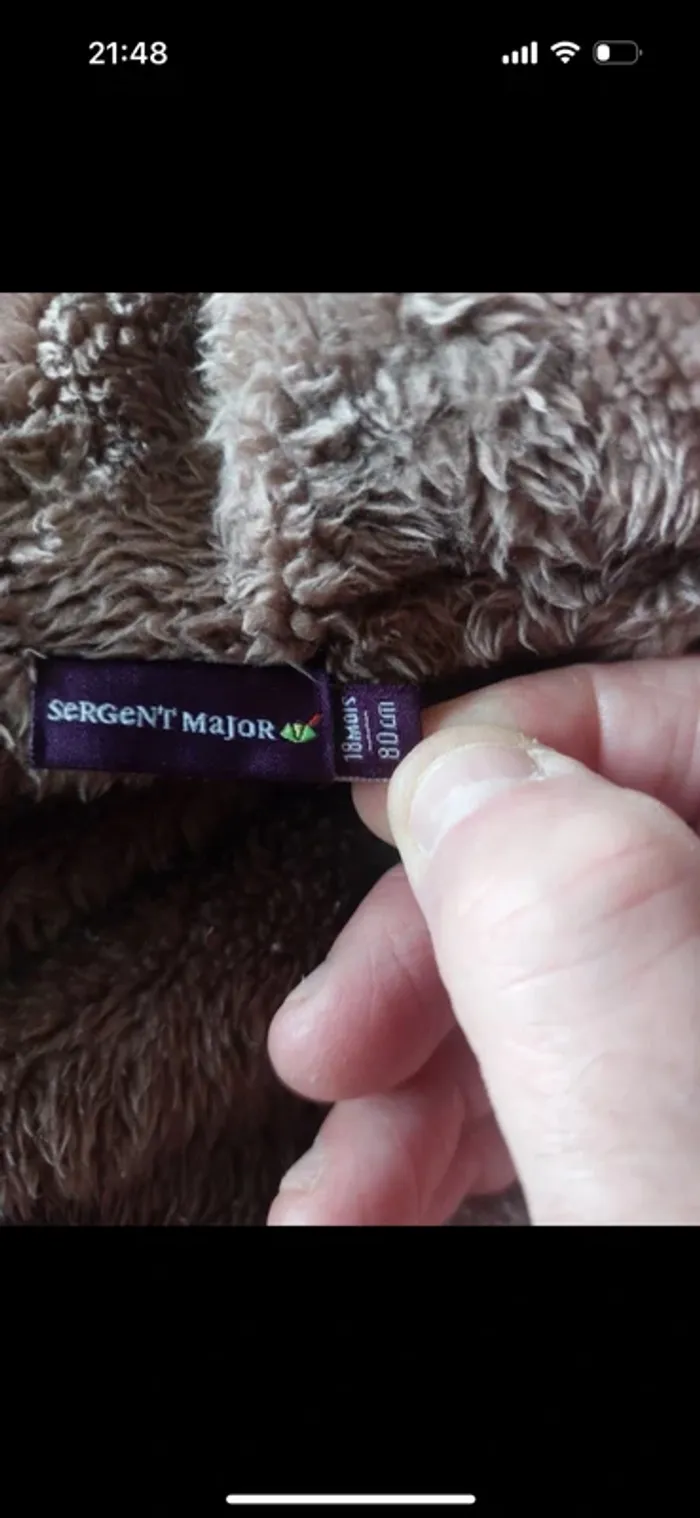 21:48
SeRGeNT MaJoR
18MOIS
80cm